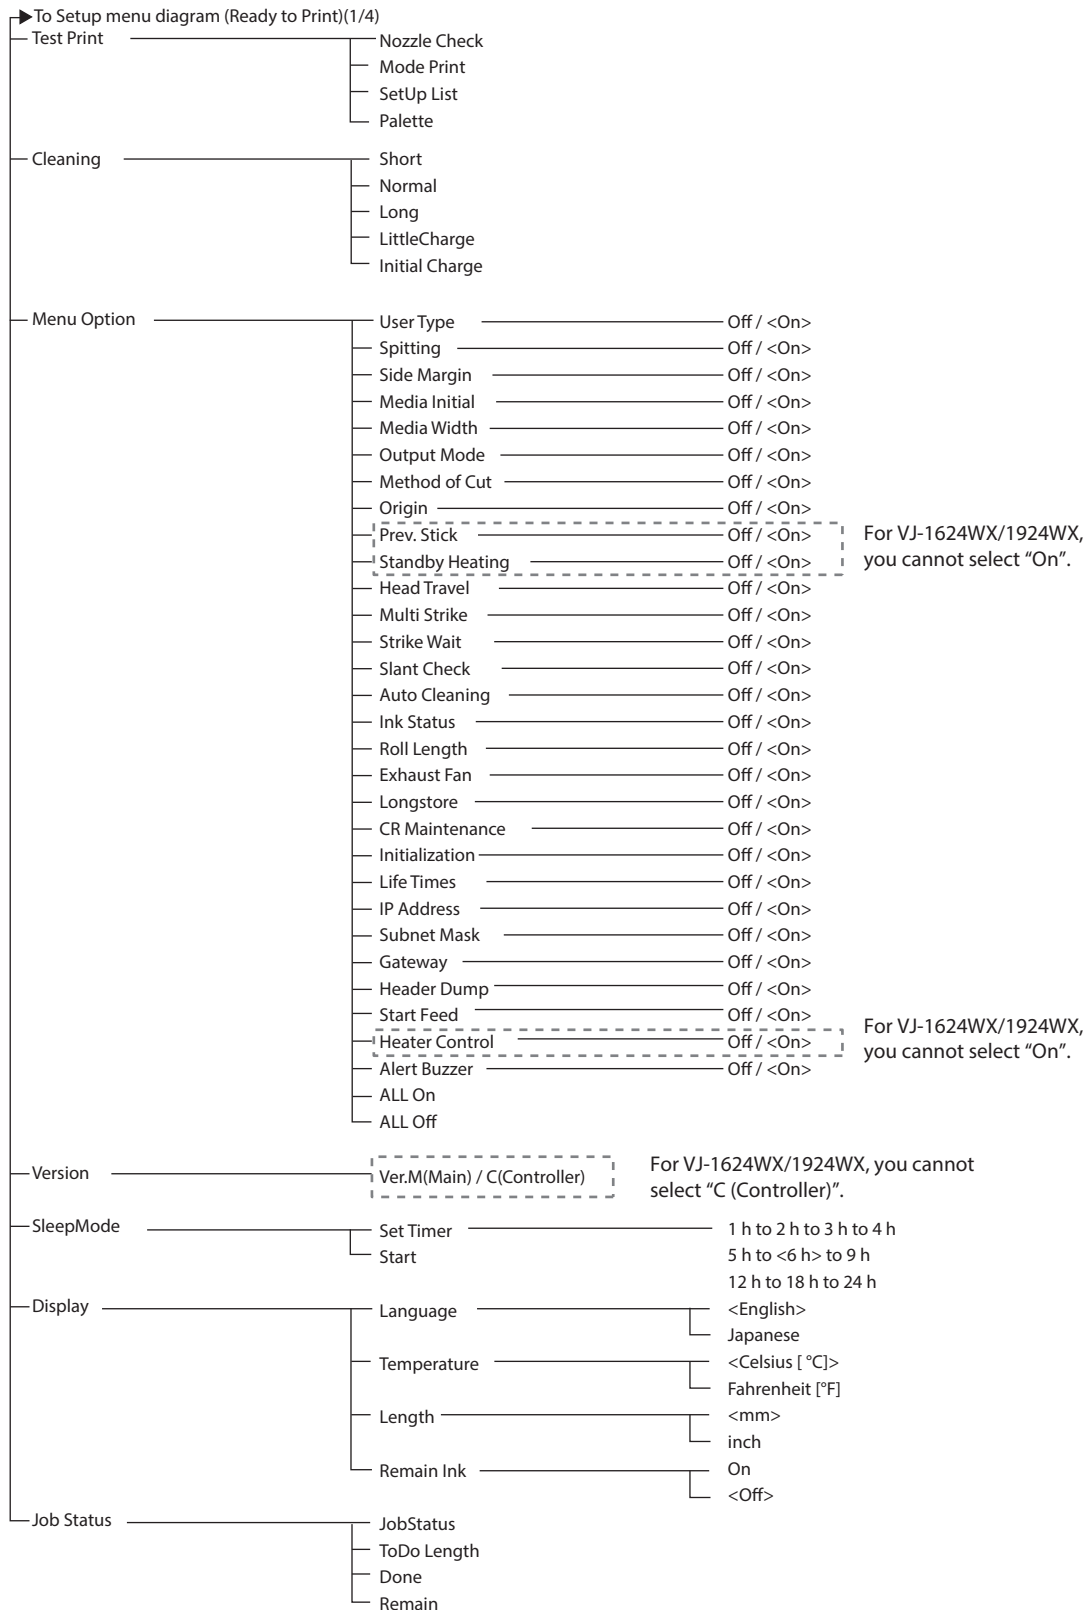 To Setup menu diagram (Ready to Print)(1/4)
Test Print
Nozzle Check
Mode Print
SetUp List
Palette
Cleaning
Short
Normal
Long
LittleCharge
Initial Charge
Menu Option
User Type Off / <On>
Spitting Off / <On>
Side Margin Off / <On>
Media Initial Off / <On>
Media Width Off / <On>
Output Mode Off / <On>
Method of Cut Off / <On>
Origin Off / <On>
Prev. Stick Off / <On>
Standby Heating Off / <On>
For VJ-1624WX/1924WX,
you cannot select “On”.
Head Travel Off / <On>
Multi Strike Off / <On>
Strike Wait Off / <On>
Slant Check Off / <On>
Auto Cleaning Off / <On>
Ink Status Off / <On>
Roll Length Off / <On>
Exhaust Fan Off / <On>
Longstore Off / <On>
CR Maintenance Off / <On>
Initialization Off / <On>
Life Times Off / <On>
IP Address Off / <On>
Subnet Mask Off / <On>
Gateway Off / <On>
Header Dump Off / <On>
Start Feed Off / <On>
Heater Control Off / <On>
For VJ-1624WX/1924WX,
you cannot select “On”.
Alert Buzzer Off / <On>
ALL On
ALL Off
Version
Ver.M(Main) / C(Controller)
For VJ-1624WX/1924WX, you cannot
select “C (Controller)”.
SleepMode
Set Timer
1 h to 2 h to 3 h to 4 h
5 h to <6 h> to 9 h
12 h to 18 h to 24 h
Start
Display
Language
<English>
Japanese
Temperature
<Celsius [ °C]>
Fahrenheit [°F]
Length
<mm>
inch
Remain Ink
On
<Off>
Job Status
JobStatus
ToDo Length
Done
Remain